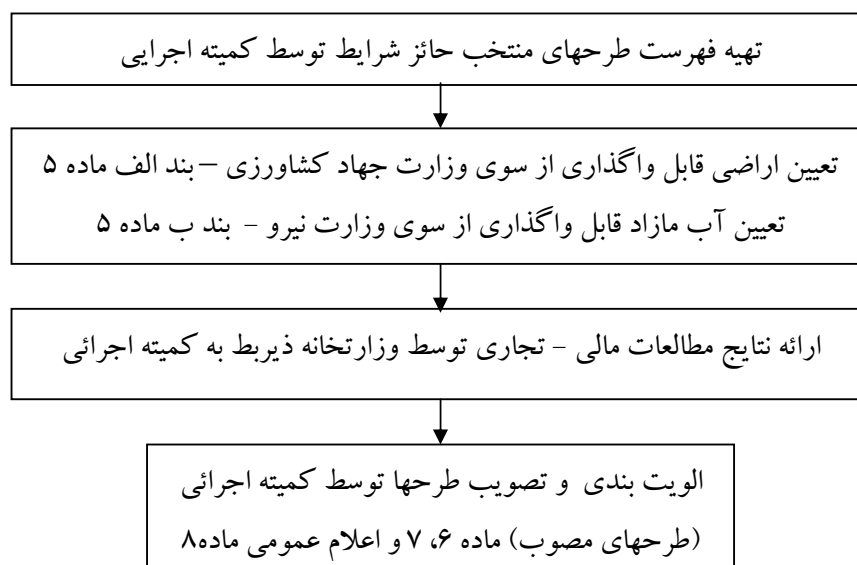 تهیه فهرست طرحهای منتخب حائز شرایط توسط کمیته اجرایی
تعیین اراضی قابل واگذاری از سوی وزارت جهاد کشاورزی – بند الف ماده ۵
تعیین آب مازاد قابل واگذاری از سوی وزارت نیرو - بند ب ماده ۵
ارائه نتایج مطالعات مالی - تجاری توسط وزارتخانه ذیربط به کمیته اجرائی
الویت بندی و تصویب طرحها توسط کمیته اجرائی
(طرحهای مصوب) ماده ۶، ۷ و اعلام عمومی ماده۸